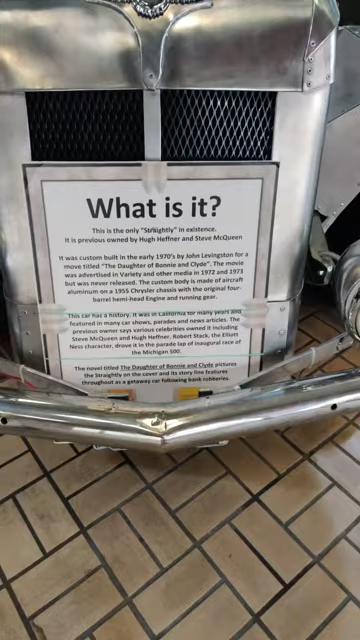 What is it?
This is the only "Straightly" in existence.
It is previous owned by Hugh Heffner and Steve McQueen
It was custom built in the early 1970's by John Levingston for a
move titled "The Daughter of Bonnie and Clyde". The movie
was advertised in Variety and other media in 1972 and 1973
but was never released. The custom body is made of aircraft
aluminum on a 1955 Chrysler chassis with the original four-
barrel hemi-head Engine and running gear.
This car has a history. It was in California for many years and
featured in many car shows, parades and news articles. The
previous owner says various celebrities owned it including
Steve McQueen and Hugh Heffner, Robert Stack, the Elliott
Ness character, drove it in the parade lap of inaugural race of
the Michigan 500.
The novel titled The Daughter of Bonnie and Clyde pictures
the Straightly on the cover and its story line features
throughout as a getaway car following bank robberies.